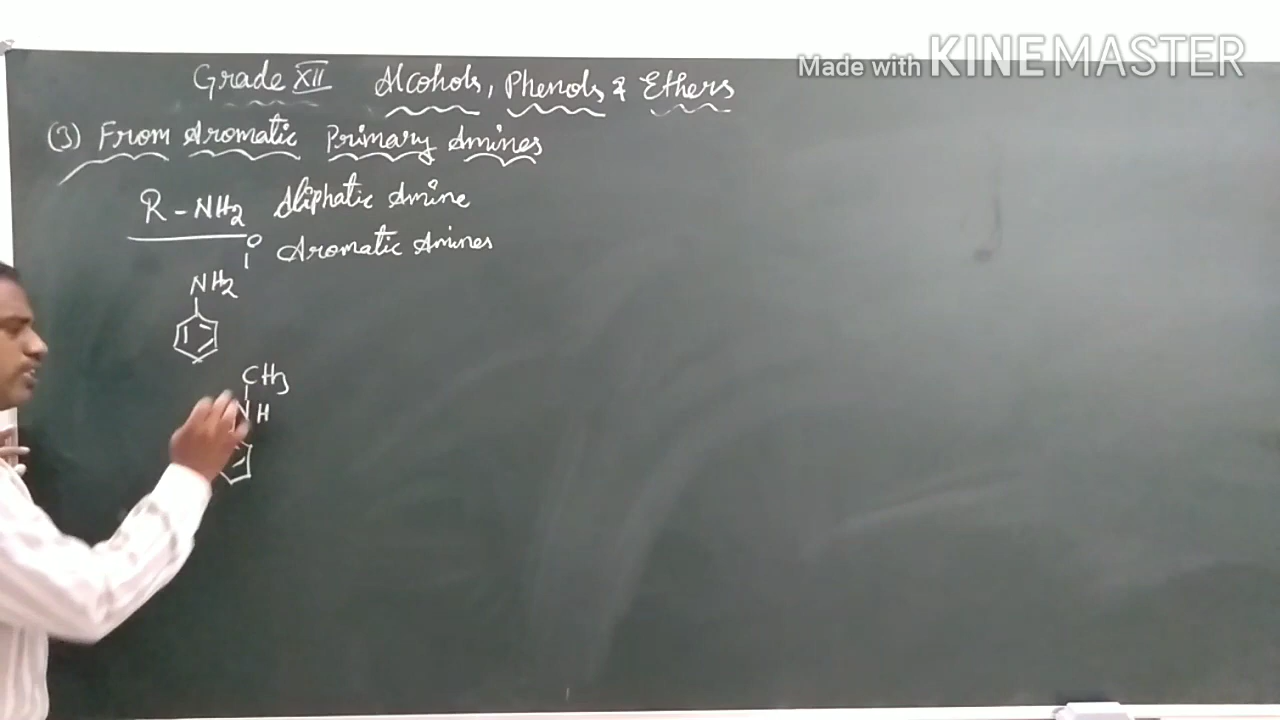 Made with KINEMASTER
Grade XII Alcohols, Phenols & Ethers
(3) From Aromatic Primary Amines
R - NH2 Aliphatic Amine
1° Aromatic Amines
NH2
CH3
NH